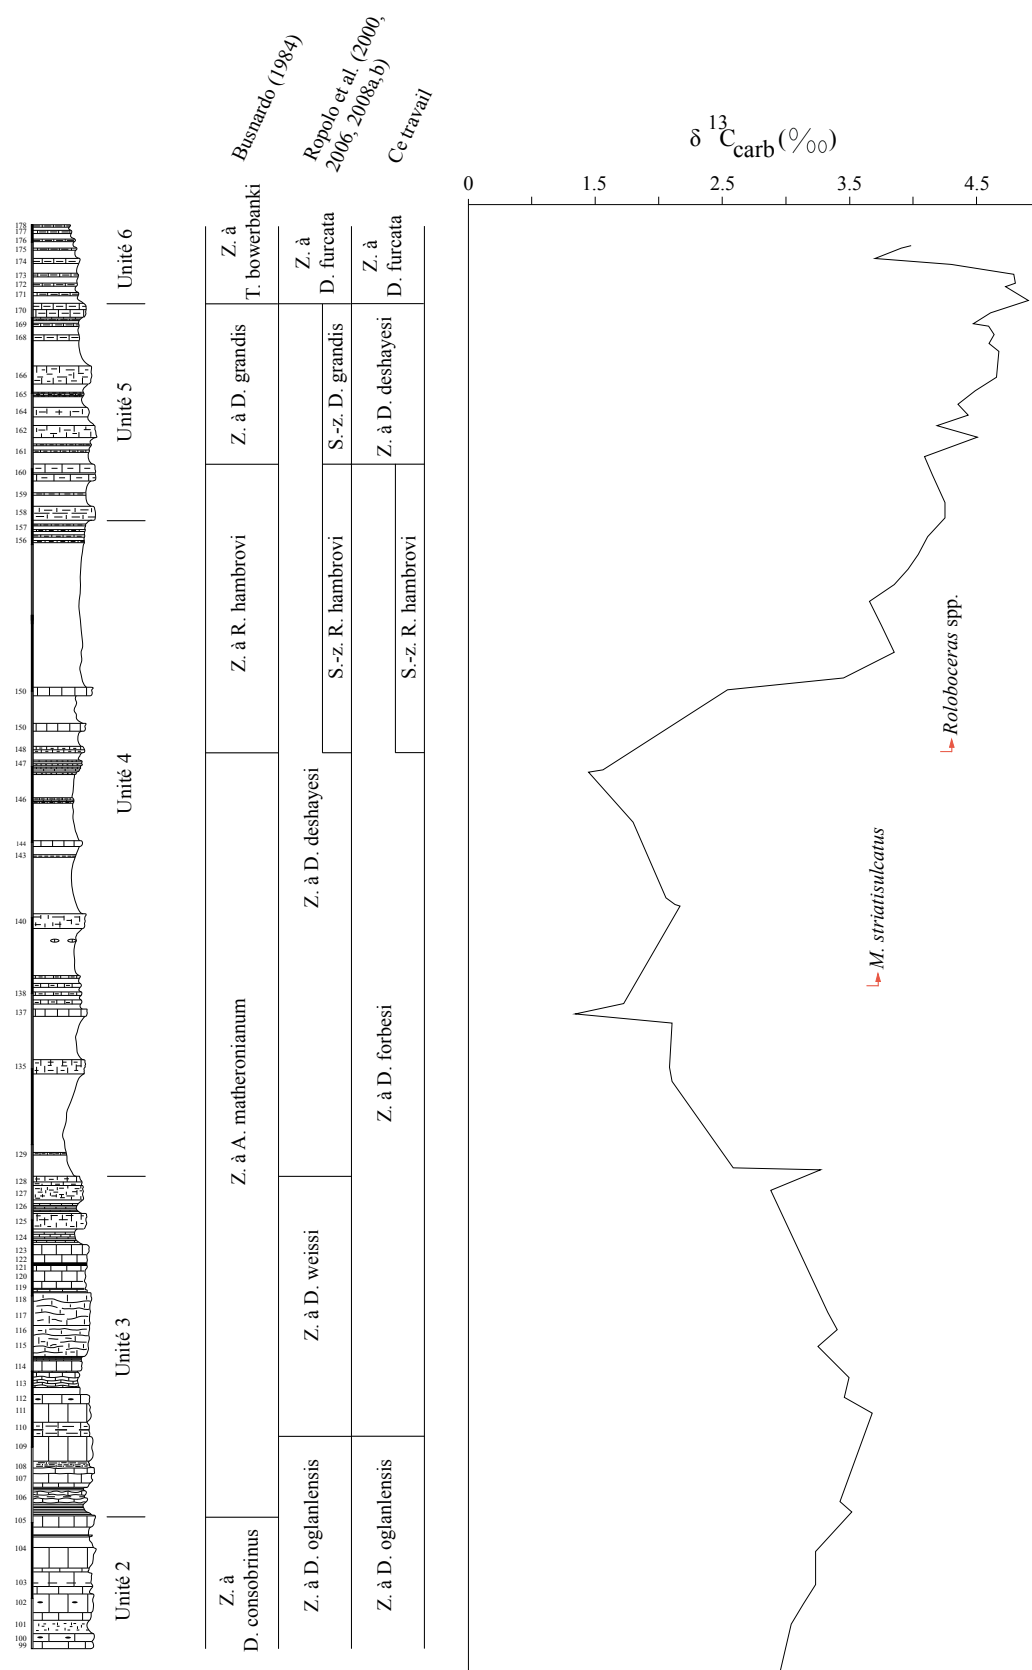 Busnardo (1984)
Ropolo et al. (2000,
2006, 2008a,b)
Ce travail
δ 13Ccarb (0/00)
0
1.5
2.5
3.5
4.5
178
177
176
175
174
173
172
171
170
169
168
166
165
164
162
161
160
159
158
157
156
150
150
148
147
146
144
143
140
138
137
135
129
128
127
126
125
124
123
122
121
120
119
118
117
116
115
114
113
112
111
110
109
108
107
106
105
104
103
102
101
100
99
Unité 6
Unité 5
Unité 4
Unité 3
Unité 2
Z. à
T. bowerbanki
Z. à D. grandis
Z. à R. hambrovi
Z. à A. matheronianum
Z. à
D. consobrinus
Z. à
D. furcata
S.-z. D. grandis
S.-z. R. hambrovi
Z. à D. deshayesi
Z. à D. weissi
Z. à D. oglanlensis
Z. à
D. furcata
Z. à D. deshayesi
S.-z. R. hambrovi
Z. à D. forbesi
Z. à D. oglanlensis
Roloboceras spp.
M. striatisulcatus